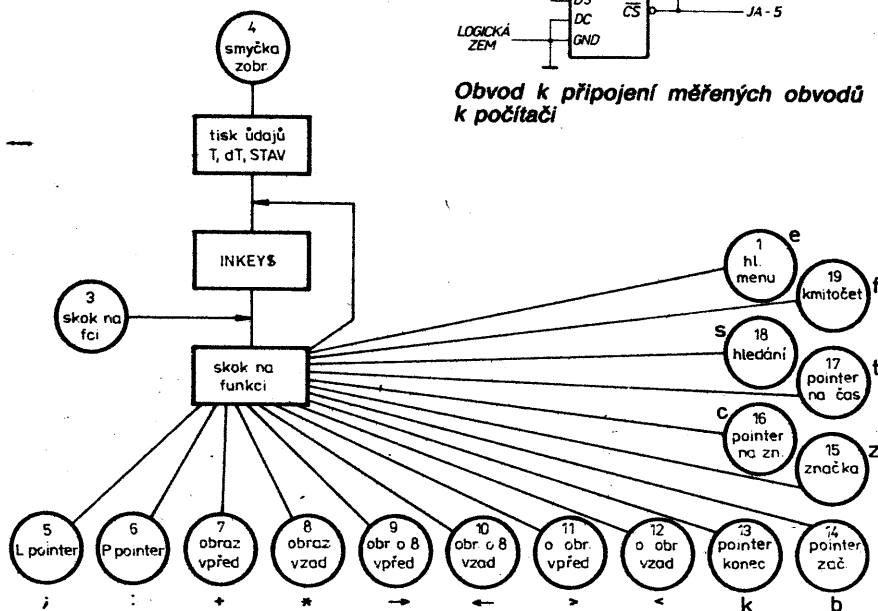 DS
DC
GND
CS
JA-5
LOGICKÁ
ZEM
Obvod k připojení měřených obvodů
k počítači
4
smyčka
zobr.
tisk údajů
T, dT, STAV
INKEY$
3
skok na
fci
skok na
funkci
1
hl.
menu
e
19
kmitočet
f
s
18
hledání
17
pointer
na čas
t
c
16
pointer
na zn.
15
značka
z
5
L pointer
;
6
P pointer
:
7
obraz
vpřed
+
8
obraz
vzad
*
9
obr o 8
vpřed
→
10
obr. o 8
vzad
←
11
o obr.
vpřed
>
12
o obr
vzad
<
13
pointer
konec
k
14
pointer
zač.
b